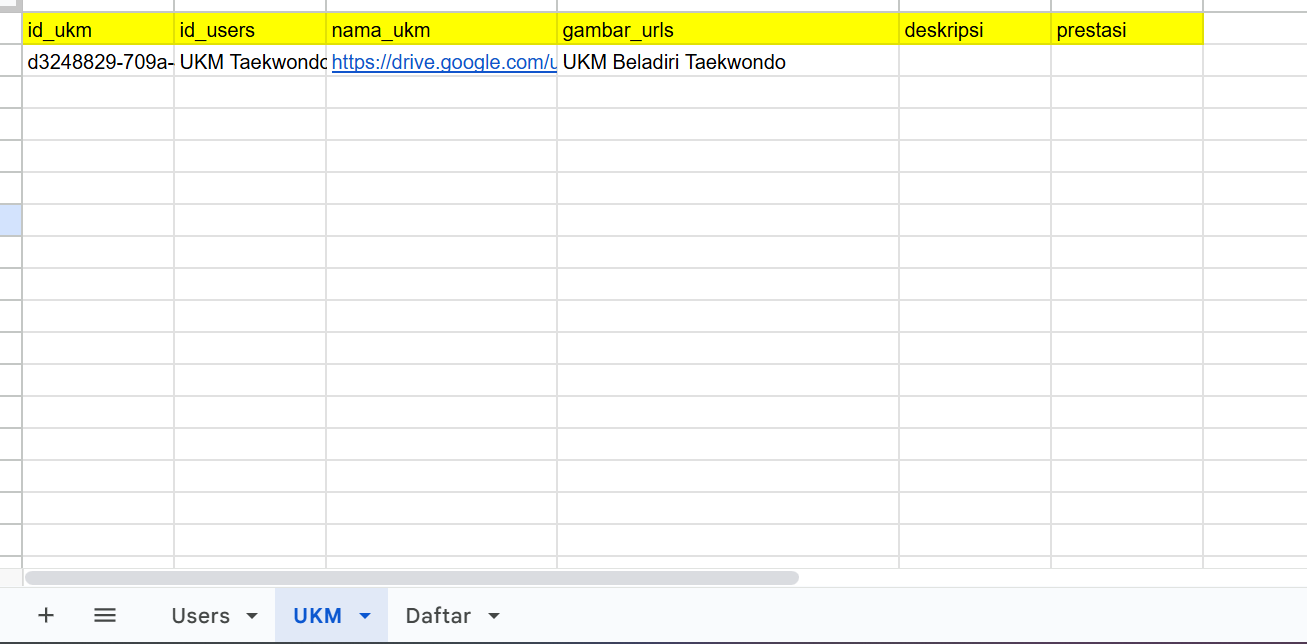 id_ukm id_users nama_ukm gambar_urls deskripsi prestasi
d3248829-709a- UKM Taekwondo https://drive.google.com/u UKM Beladiri Taekwondo
+ Users UKM Daftar